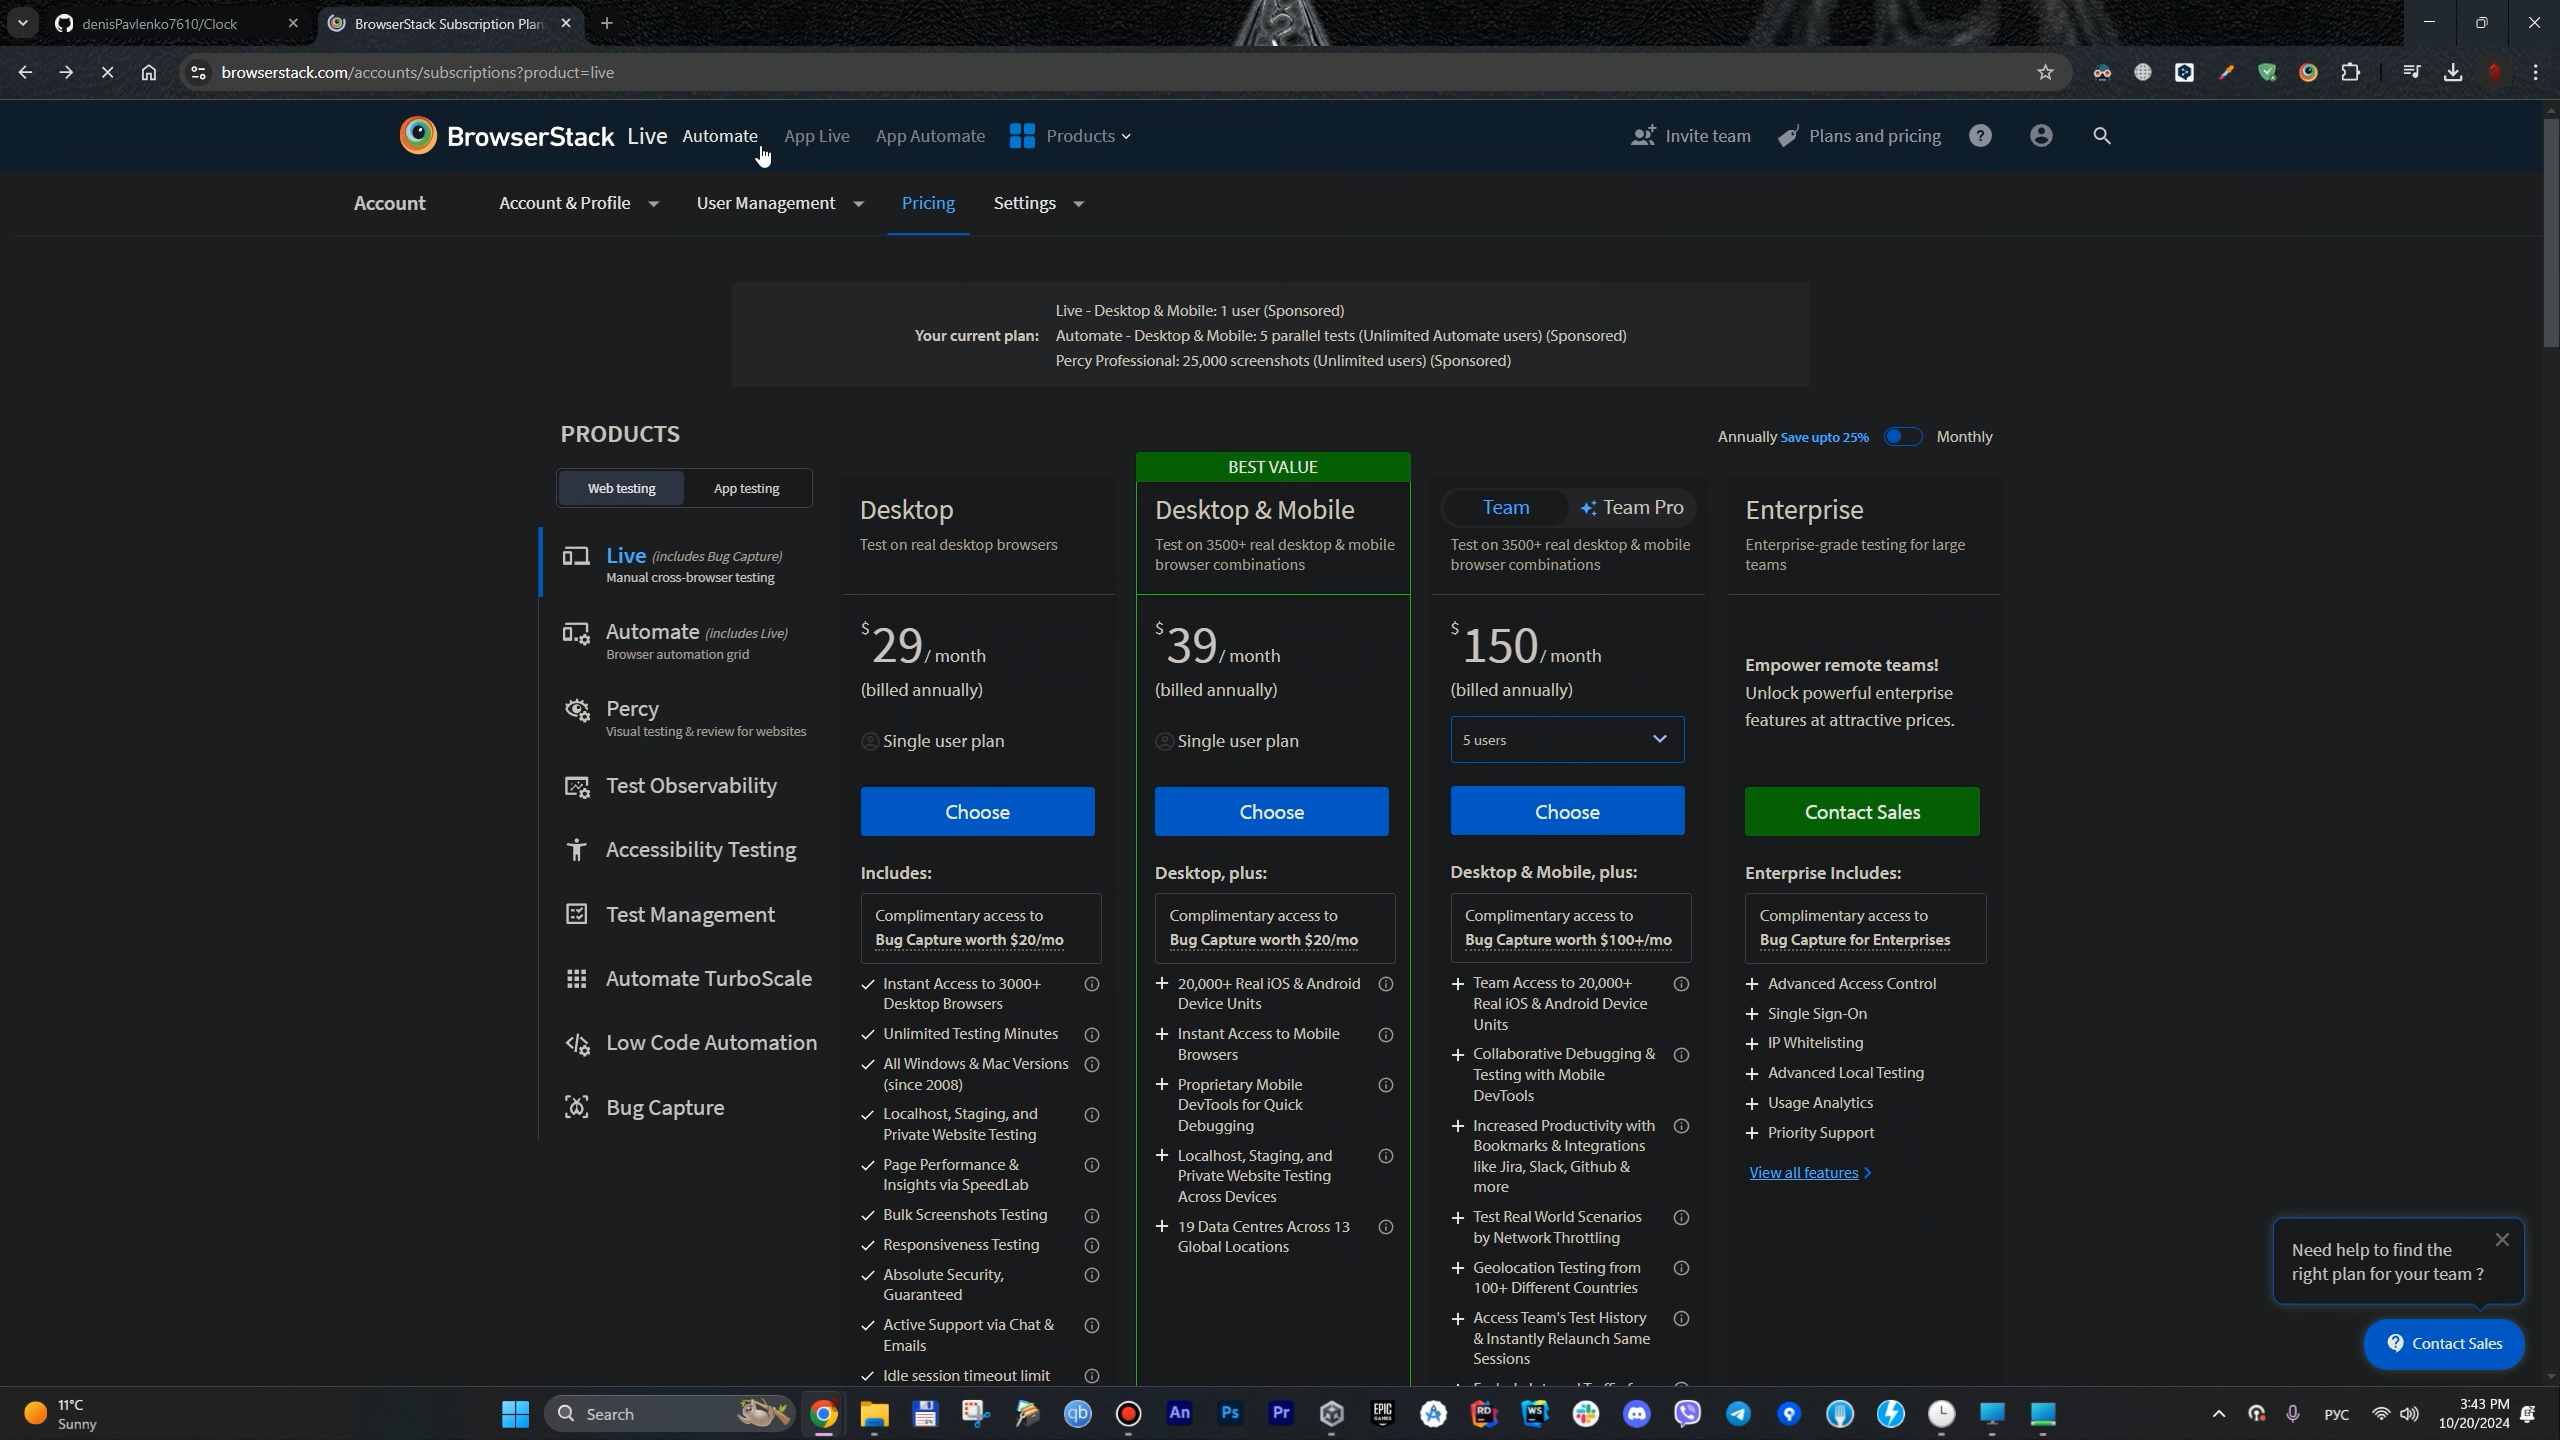 denisPavlenko7610/Clock
BrowserStack Subscription Plan
browserstack.com/accounts/subscriptions?product=live
BrowserStack Live Automate App Live App Automate Products
Invite team Plans and pricing
Account Account & Profile User Management Pricing Settings
Your current plan:
Live - Desktop & Mobile: 1 user (Sponsored)
Automate - Desktop & Mobile: 5 parallel tests (Unlimited Automate users) (Sponsored)
Percy Professional: 25,000 screenshots (Unlimited users) (Sponsored)
PRODUCTS
Annually Save upto 25% Monthly
Web testing App testing
Live (includes Bug Capture)
Manual cross-browser testing
Automate (includes Live)
Browser automation grid
Percy
Visual testing & review for websites
Test Observability
Accessibility Testing
Test Management
Automate TurboScale
Low Code Automation
Bug Capture
Desktop
Test on real desktop browsers
$29/ month
(billed annually)
Single user plan
Choose
Includes:
Complimentary access to
Bug Capture worth $20/mo
Instant Access to 3000+
Desktop Browsers
Unlimited Testing Minutes
All Windows & Mac Versions
(since 2008)
Localhost, Staging, and
Private Website Testing
Page Performance &
Insights via SpeedLab
Bulk Screenshots Testing
Responsiveness Testing
Absolute Security,
Guaranteed
Active Support via Chat &
Emails
Idle session timeout limit
BEST VALUE
Desktop & Mobile
Test on 3500+ real desktop & mobile
browser combinations
$39/ month
(billed annually)
Single user plan
Choose
Desktop, plus:
Complimentary access to
Bug Capture worth $20/mo
20,000+ Real iOS & Android
Device Units
Instant Access to Mobile
Browsers
Proprietary Mobile
DevTools for Quick
Debugging
Localhost, Staging, and
Private Website Testing
Across Devices
19 Data Centres Across 13
Global Locations
Team Team Pro
Test on 3500+ real desktop & mobile
browser combinations
$150/ month
(billed annually)
5 users
Choose
Desktop & Mobile, plus:
Complimentary access to
Bug Capture worth $100+/mo
Team Access to 20,000+
Real iOS & Android Device
Units
Collaborative Debugging &
Testing with Mobile
DevTools
Increased Productivity with
Bookmarks & Integrations
like Jira, Slack, Github &
more
Test Real World Scenarios
by Network Throttling
Geolocation Testing from
100+ Different Countries
Access Team's Test History
& Instantly Relaunch Same
Sessions
Enterprise
Enterprise-grade testing for large
teams
Empower remote teams!
Unlock powerful enterprise
features at attractive prices.
Contact Sales
Enterprise Includes:
Complimentary access to
Bug Capture for Enterprises
Advanced Access Control
Single Sign-On
IP Whitelisting
Advanced Local Testing
Usage Analytics
Priority Support
View all features
Need help to find the
right plan for your team ?
Contact Sales
11°C
Sunny
Search
qb
An
Ps
Pr
EPIC
GAMES
RD
WS
РУС
3:43 PM
10/20/2024